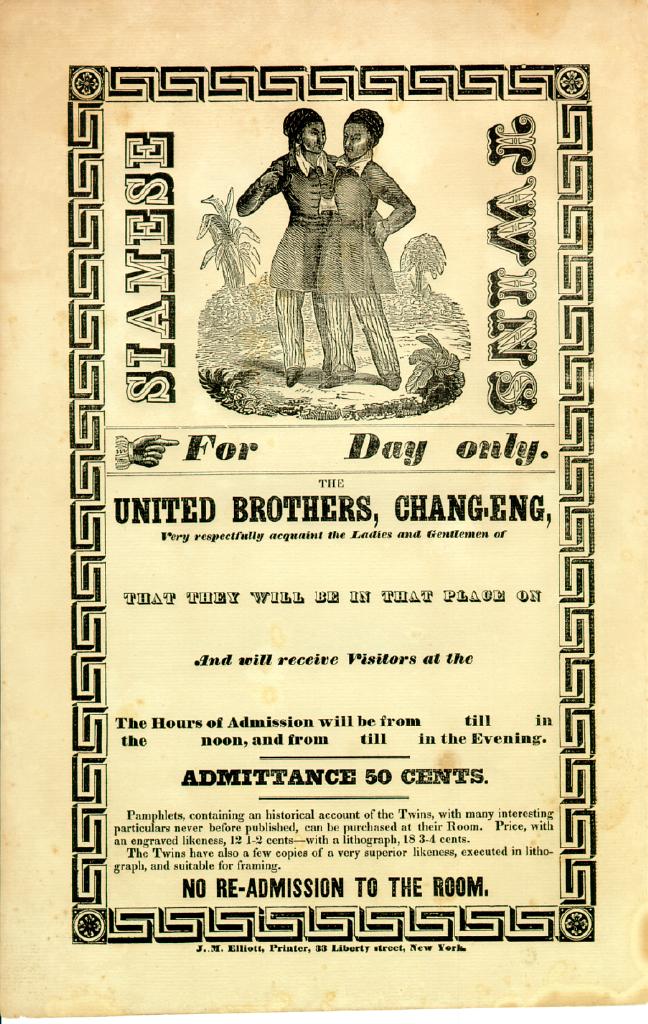 SIAMESE
TWINS
For Day only.
THE
UNITED BROTHERS, CHANG-ENG,
Very respectfully acquaint the Ladies and Gentlemen of
THAT THEY WILL BE IN THAT PLACE ON
And will receive Visitors at the
The Hours of Admission will be from till in
the noon, and from till in the Evening.
ADMITTANCE 50 CENTS.
Pamphlets, containing an historical account of the Twins, with many interesting
particulars never before published, can be purchased at their Room. Price, with
an engraved likeness, 12 1-2 cents—with a lithograph, 18 3-4 cents.
The Twins have also a few copies of a very superior likeness, executed in litho-
graph, and suitable for framing.
NO RE-ADMISSION TO THE ROOM.
J. M. Elliott, Printer, 33 Liberty street, New York.